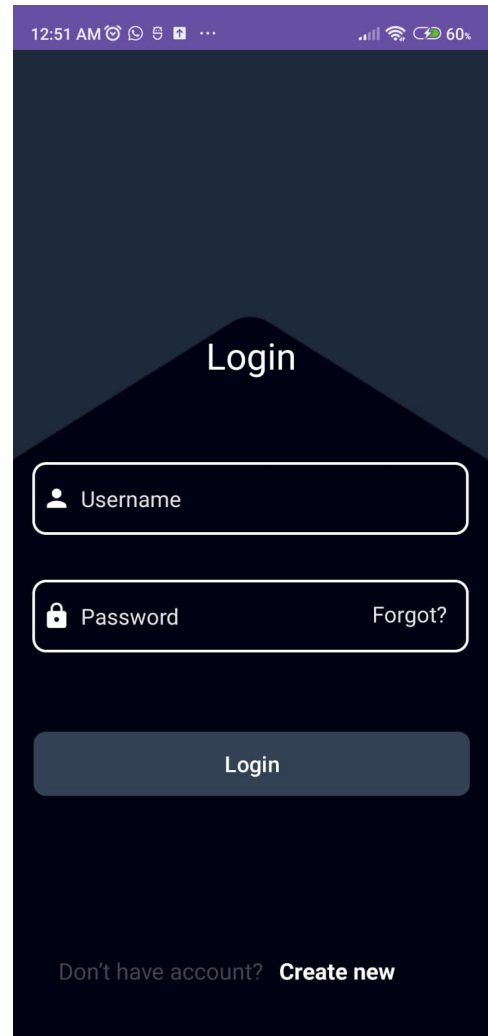 12:51 AM 60%
Login
Username
Password Forgot?
Login
Don't have account? Create new